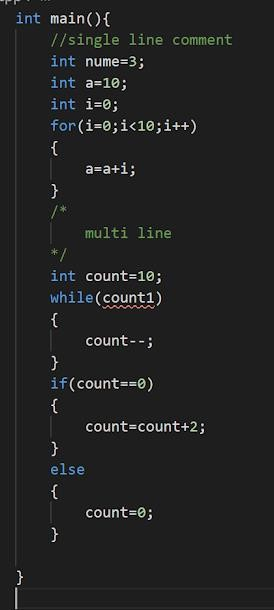 int main(){
//single line comment
int nume=3;
int a=10;
int i=0;
for(i=0;i<10;i++)
{
a=a+i;
}
/*
multi line
*/
int count=10;
while(count1)
{
count--;
}
if(count==0)
{
count=count+2;
}
else
{
count=0;
}
}